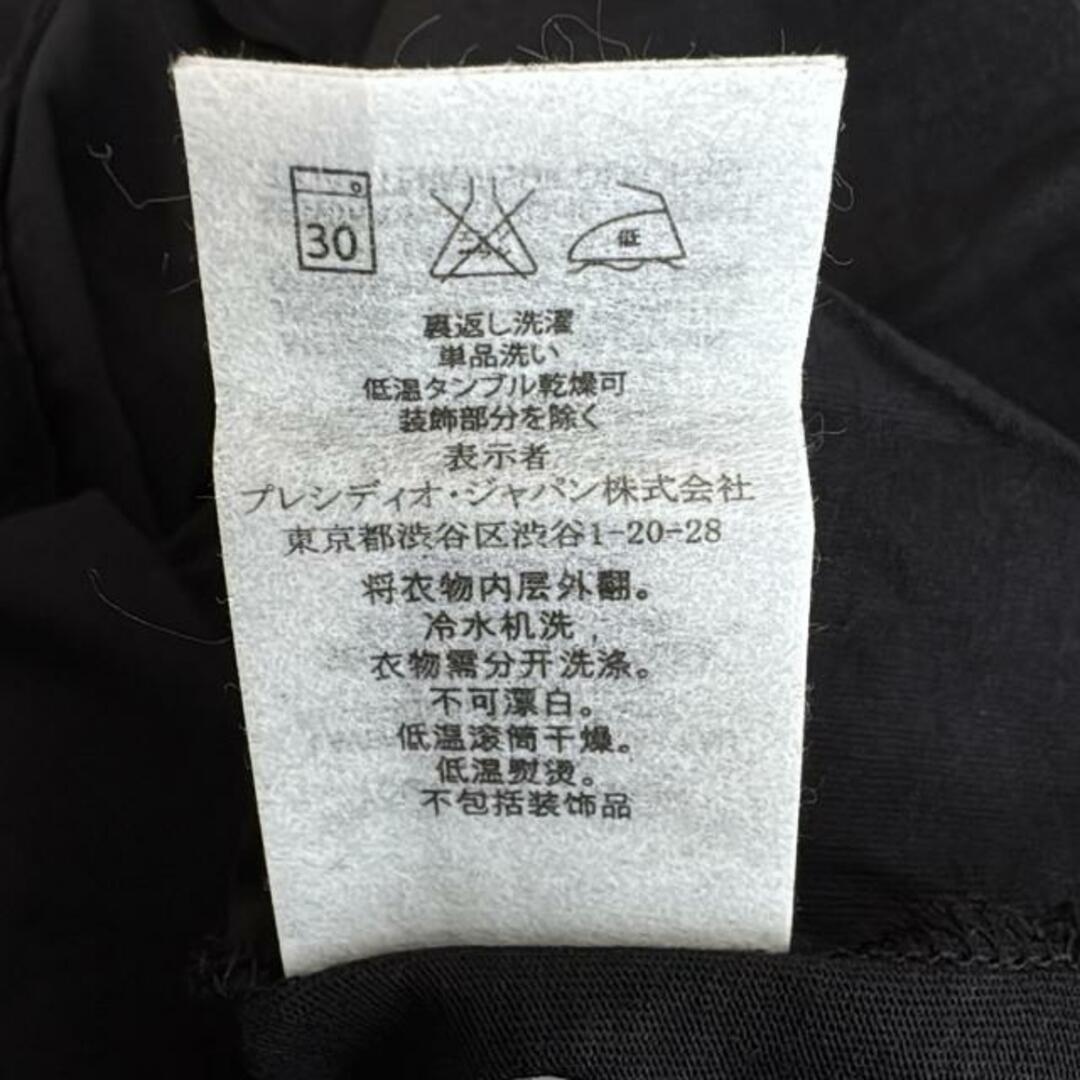 30
低
裏返し洗濯
単品洗い
低温タンブル乾燥可
装飾部分を除く
表示者
プレシディオ・ジャパン株式会社
東京都渋谷区渋谷1-20-28
将衣物内层外翻。
冷水机洗
衣物需分开洗涤。
不可漂白。
低温滚筒干燥。
低温熨烫。
不包括装饰品